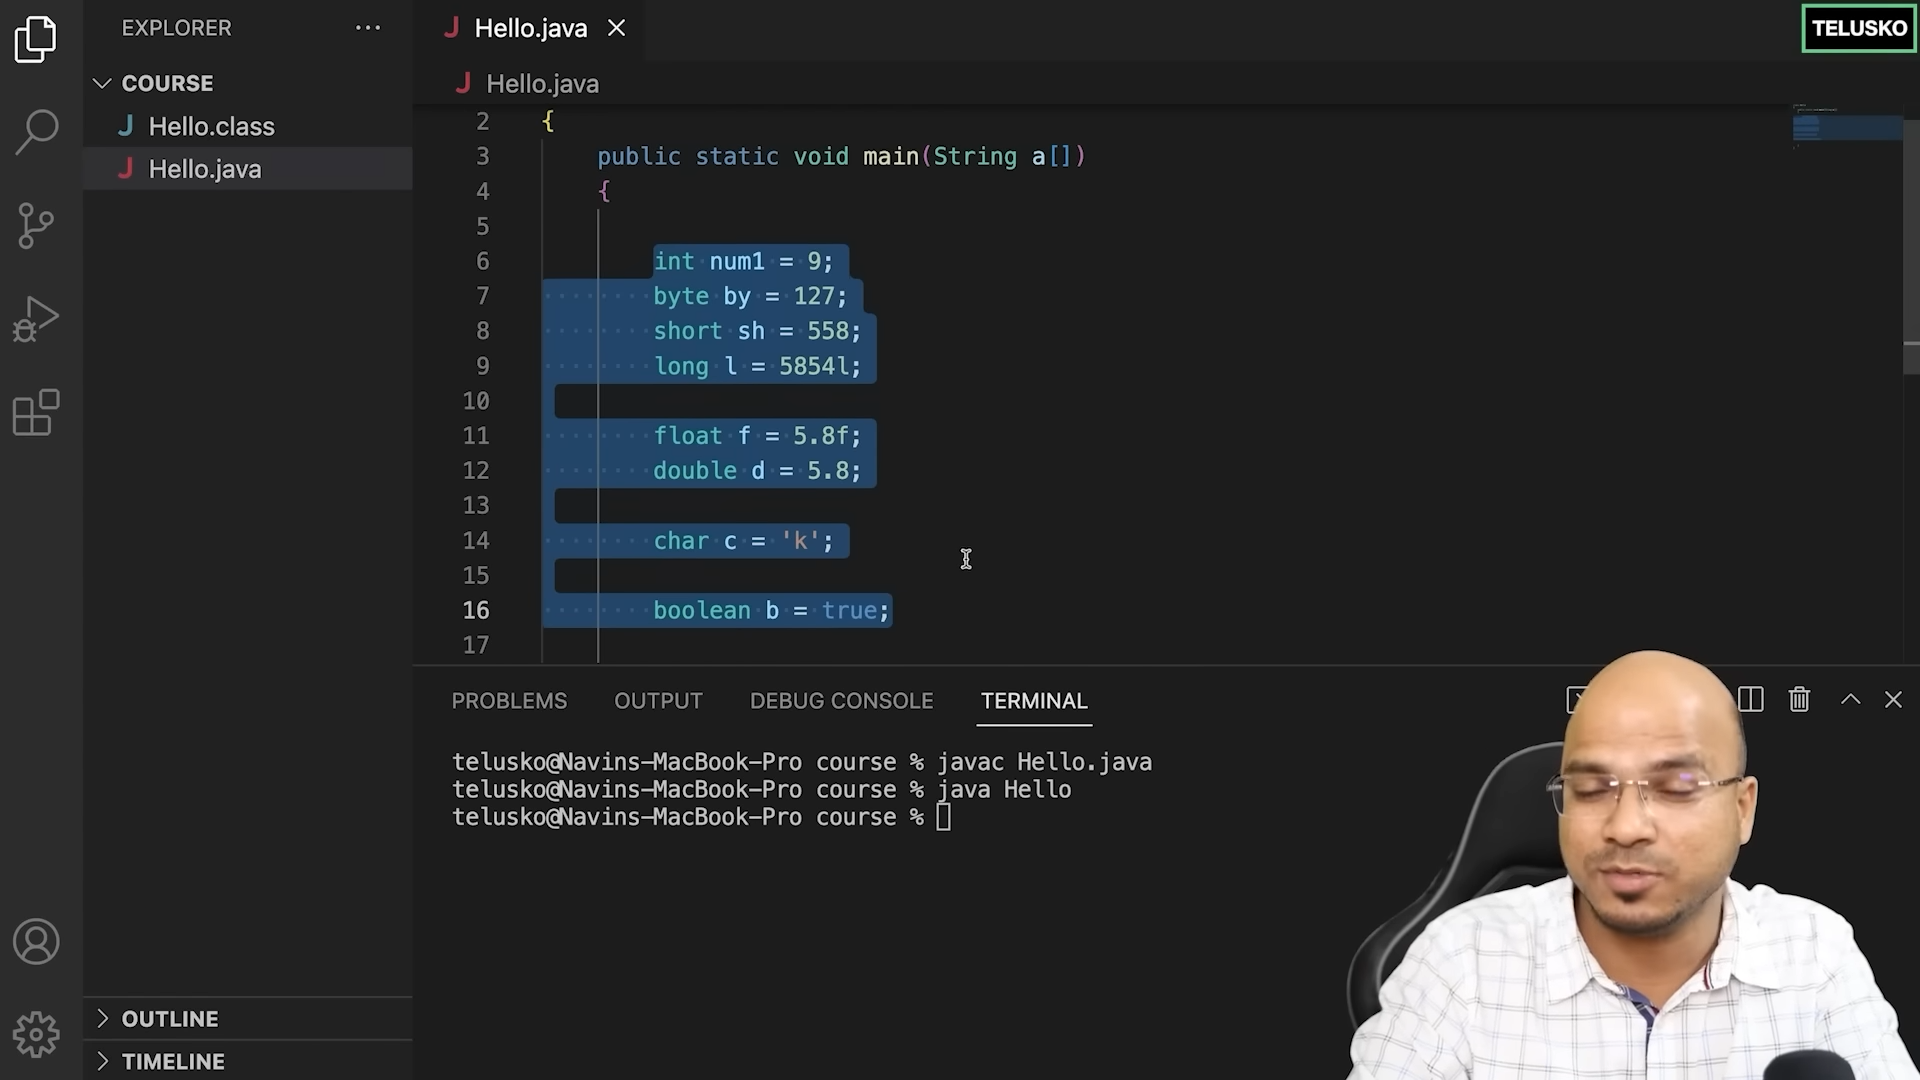 EXPLORER
COURSE
Hello.class
Hello.java
OUTLINE
TIMELINE
Hello.java
TELUSKO
Hello.java
2 {
3 public static void main(String a[])
4 {
5
6 int num1 = 9;
7 byte by = 127;
8 short sh = 558;
9 long l = 5854l;
10
11 float f = 5.8f;
12 double d = 5.8;
13
14 char c = 'k';
15
16 boolean b = true;
17
PROBLEMS OUTPUT DEBUG CONSOLE TERMINAL
telusko@Navins-MacBook-Pro course % javac Hello.java
telusko@Navins-MacBook-Pro course % java Hello
telusko@Navins-MacBook-Pro course %